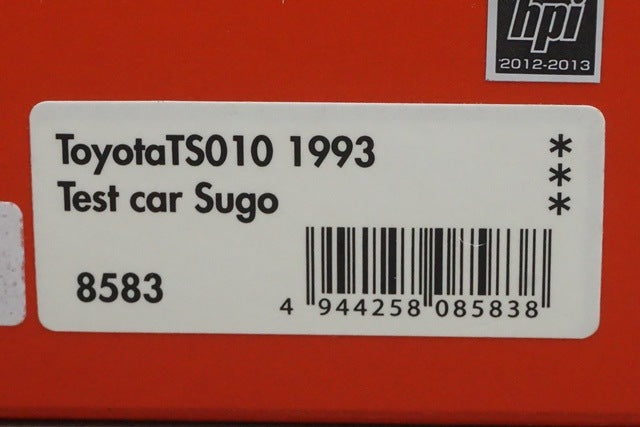 hpi
2012-2013
ToyotaTS010 1993
Test car Sugo
***
8583
4 944258 085838